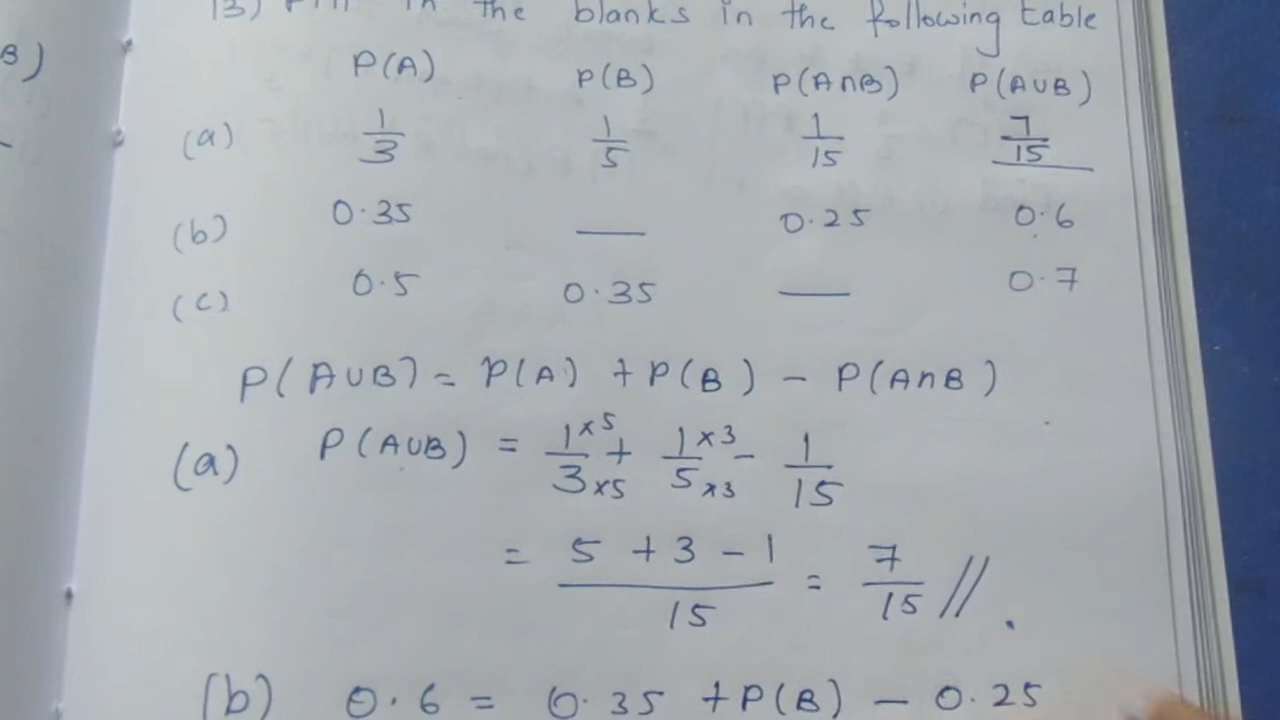 13) Fill in the blanks in the following table
B)
P(A) P(B) P(A∩B) P(A∪B)
(a) 1/3 1/5 1/15 7/15
(b) 0.35 ___ 0.25 0.6
(c) 0.5 0.35 ___ 0.7
P(A∪B) = P(A) + P(B) - P(A∩B)
(a) P(A∪B) = 1×5/3×5 + 1×3/5×3 - 1/15
= 5 + 3 - 1/15 = 7/15 //.
(b) 0.6 = 0.35 + P(B) - 0.25